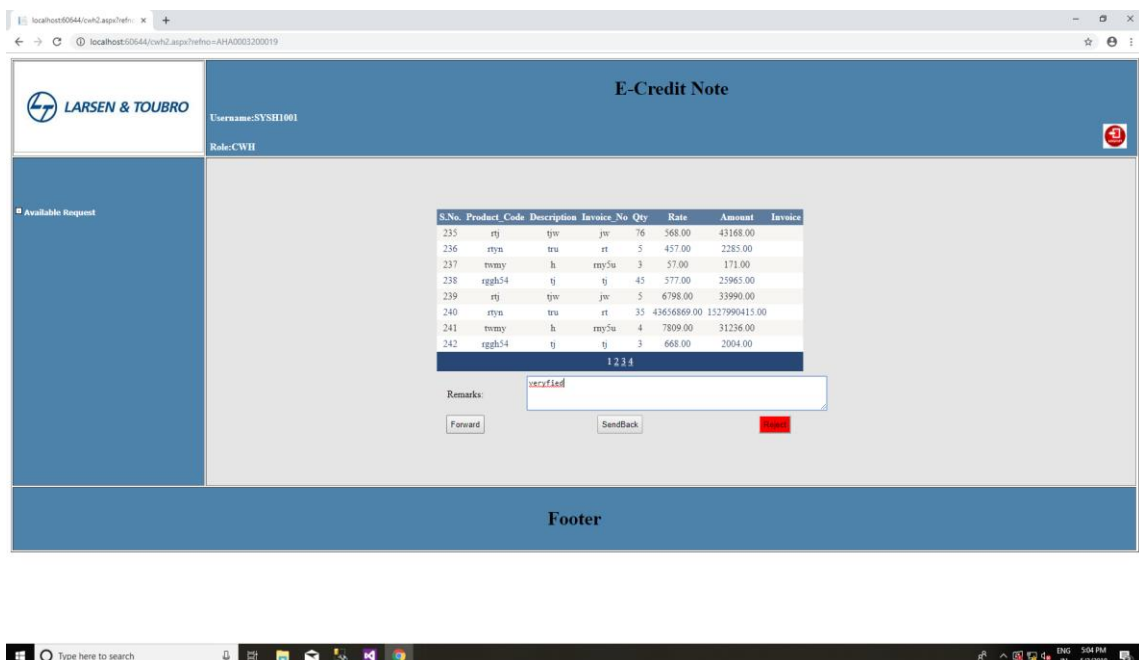 localhost:60644/cwh2.aspx?refn
localhost:60644/cwh2.aspx?refno=AHA0003200019
LARSEN & TOUBRO
E-Credit Note
Username:SYSH1001
Role:CWH
Available Request
S.No. Product_Code Description Invoice_No Qty Rate Amount Invoice
235 rtj tjw jw 76 568.00 43168.00
236 rtyn tru rt 5 457.00 2285.00
237 twmy h rny5u 3 57.00 171.00
238 rggh54 tj tj 45 577.00 25965.00
239 rtj tjw jw 5 6798.00 33990.00
240 rtyn tru rt 35 43656869.00 1527990415.00
241 twmy h rny5u 4 7809.00 31236.00
242 rggh54 tj tj 3 668.00 2004.00
1 2 3 4
Remarks:
veryfied
Forward SendBack Reject
Footer
Type here to search
ENG 5:04 PM